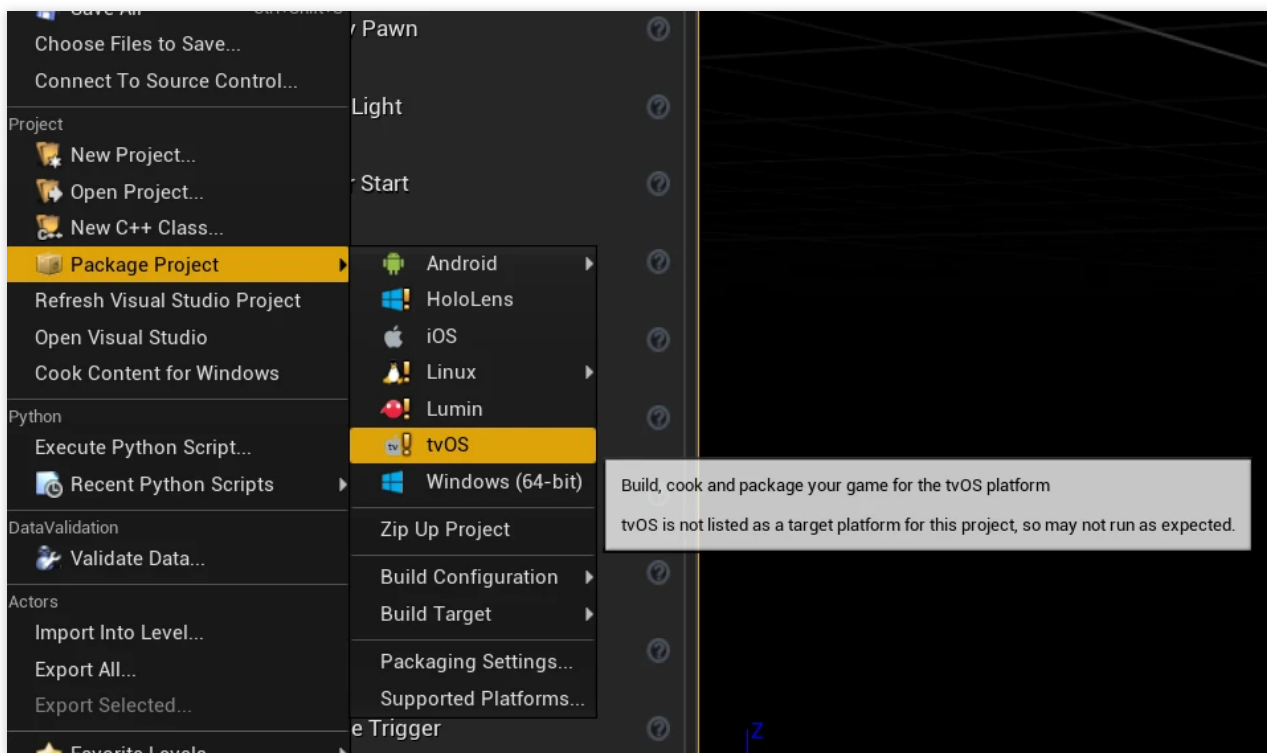 Choose Files to Save...
Connect To Source Control...
Project
New Project...
Open Project...
New C++ Class...
Package Project
Refresh Visual Studio Project
Open Visual Studio
Cook Content for Windows
Python
Execute Python Script...
Recent Python Scripts
DataValidation
Validate Data...
Actors
Import Into Level...
Export All...
Export Selected...
Favorite Levels
Pawn
Light
Start
Android
HoloLens
iOS
Linux
Lumin
tvOS
Windows (64-bit)
Zip Up Project
Build Configuration
Build Target
Packaging Settings...
Supported Platforms...
e Trigger
Build, cook and package your game for the tvOS platform
tvOS is not listed as a target platform for this project, so may not run as expected.
Z